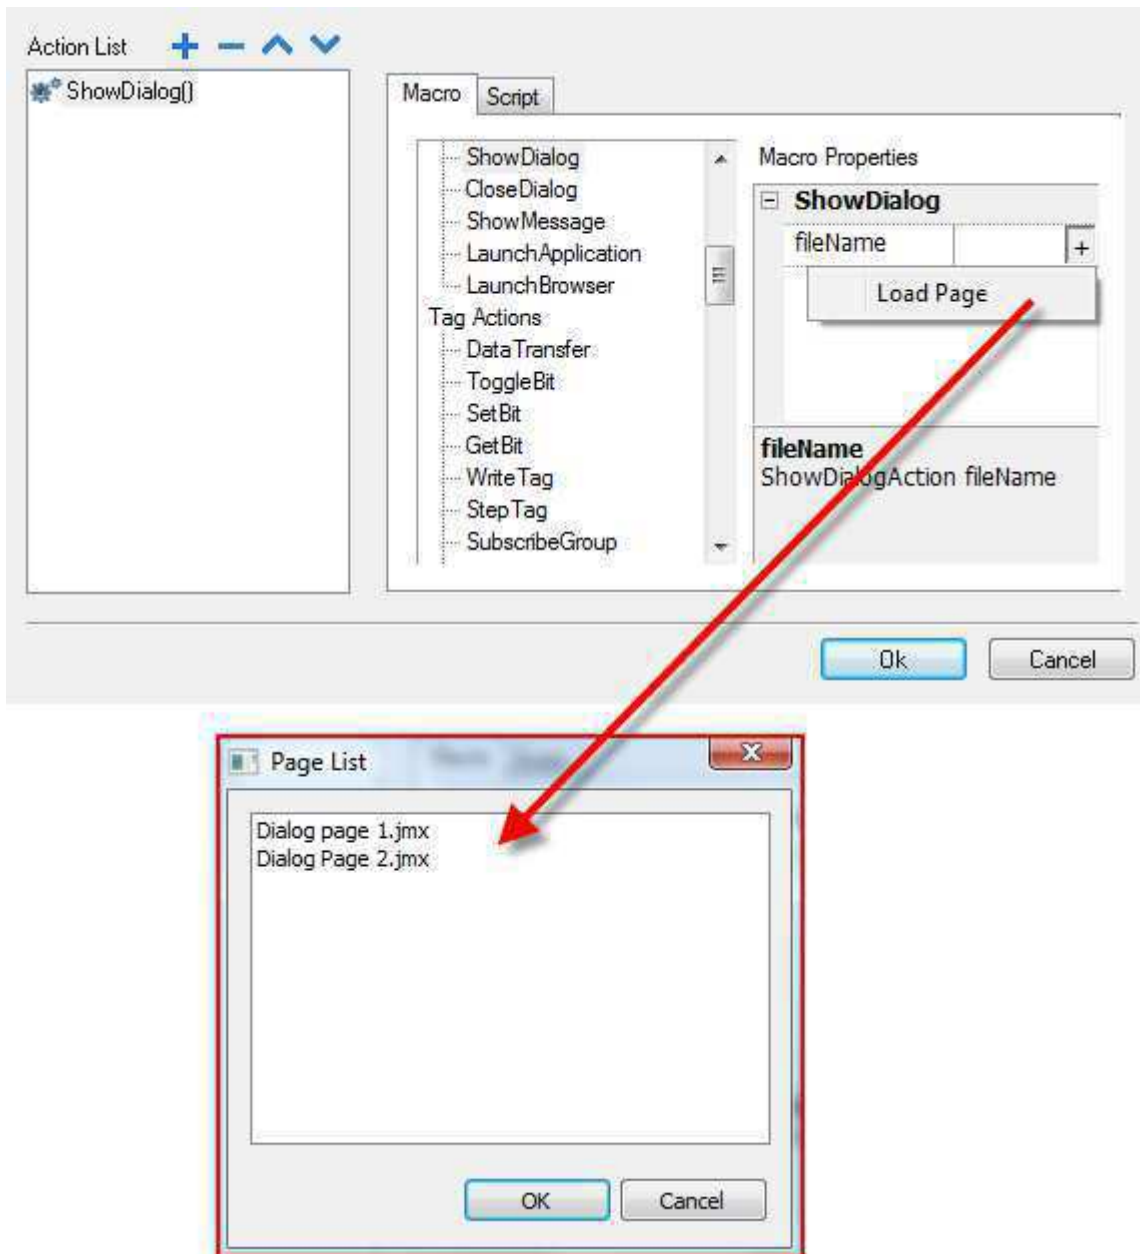 Action List
ShowDialog()
Macro Script
ShowDialog
CloseDialog
ShowMessage
LaunchApplication
LaunchBrowser
Tag Actions
DataTransfer
ToggleBit
SetBit
GetBit
WriteTag
StepTag
SubscribeGroup
Macro Properties
ShowDialog
fileName +
Load Page
fileName
ShowDialogAction fileName
Ok Cancel
Page List
Dialog page 1.jmx
Dialog Page 2.jmx
OK Cancel